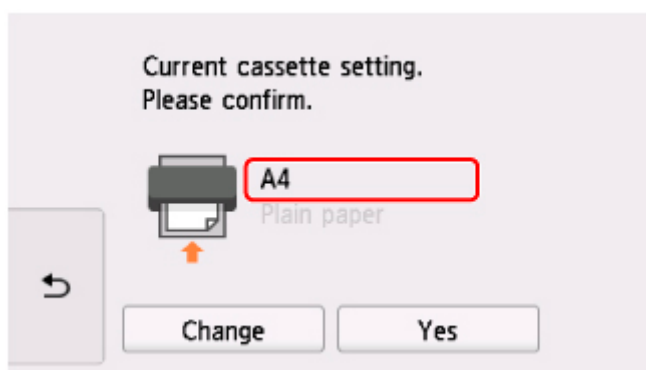 Current cassette setting.
Please confirm.
A4
Plain paper
Change
Yes